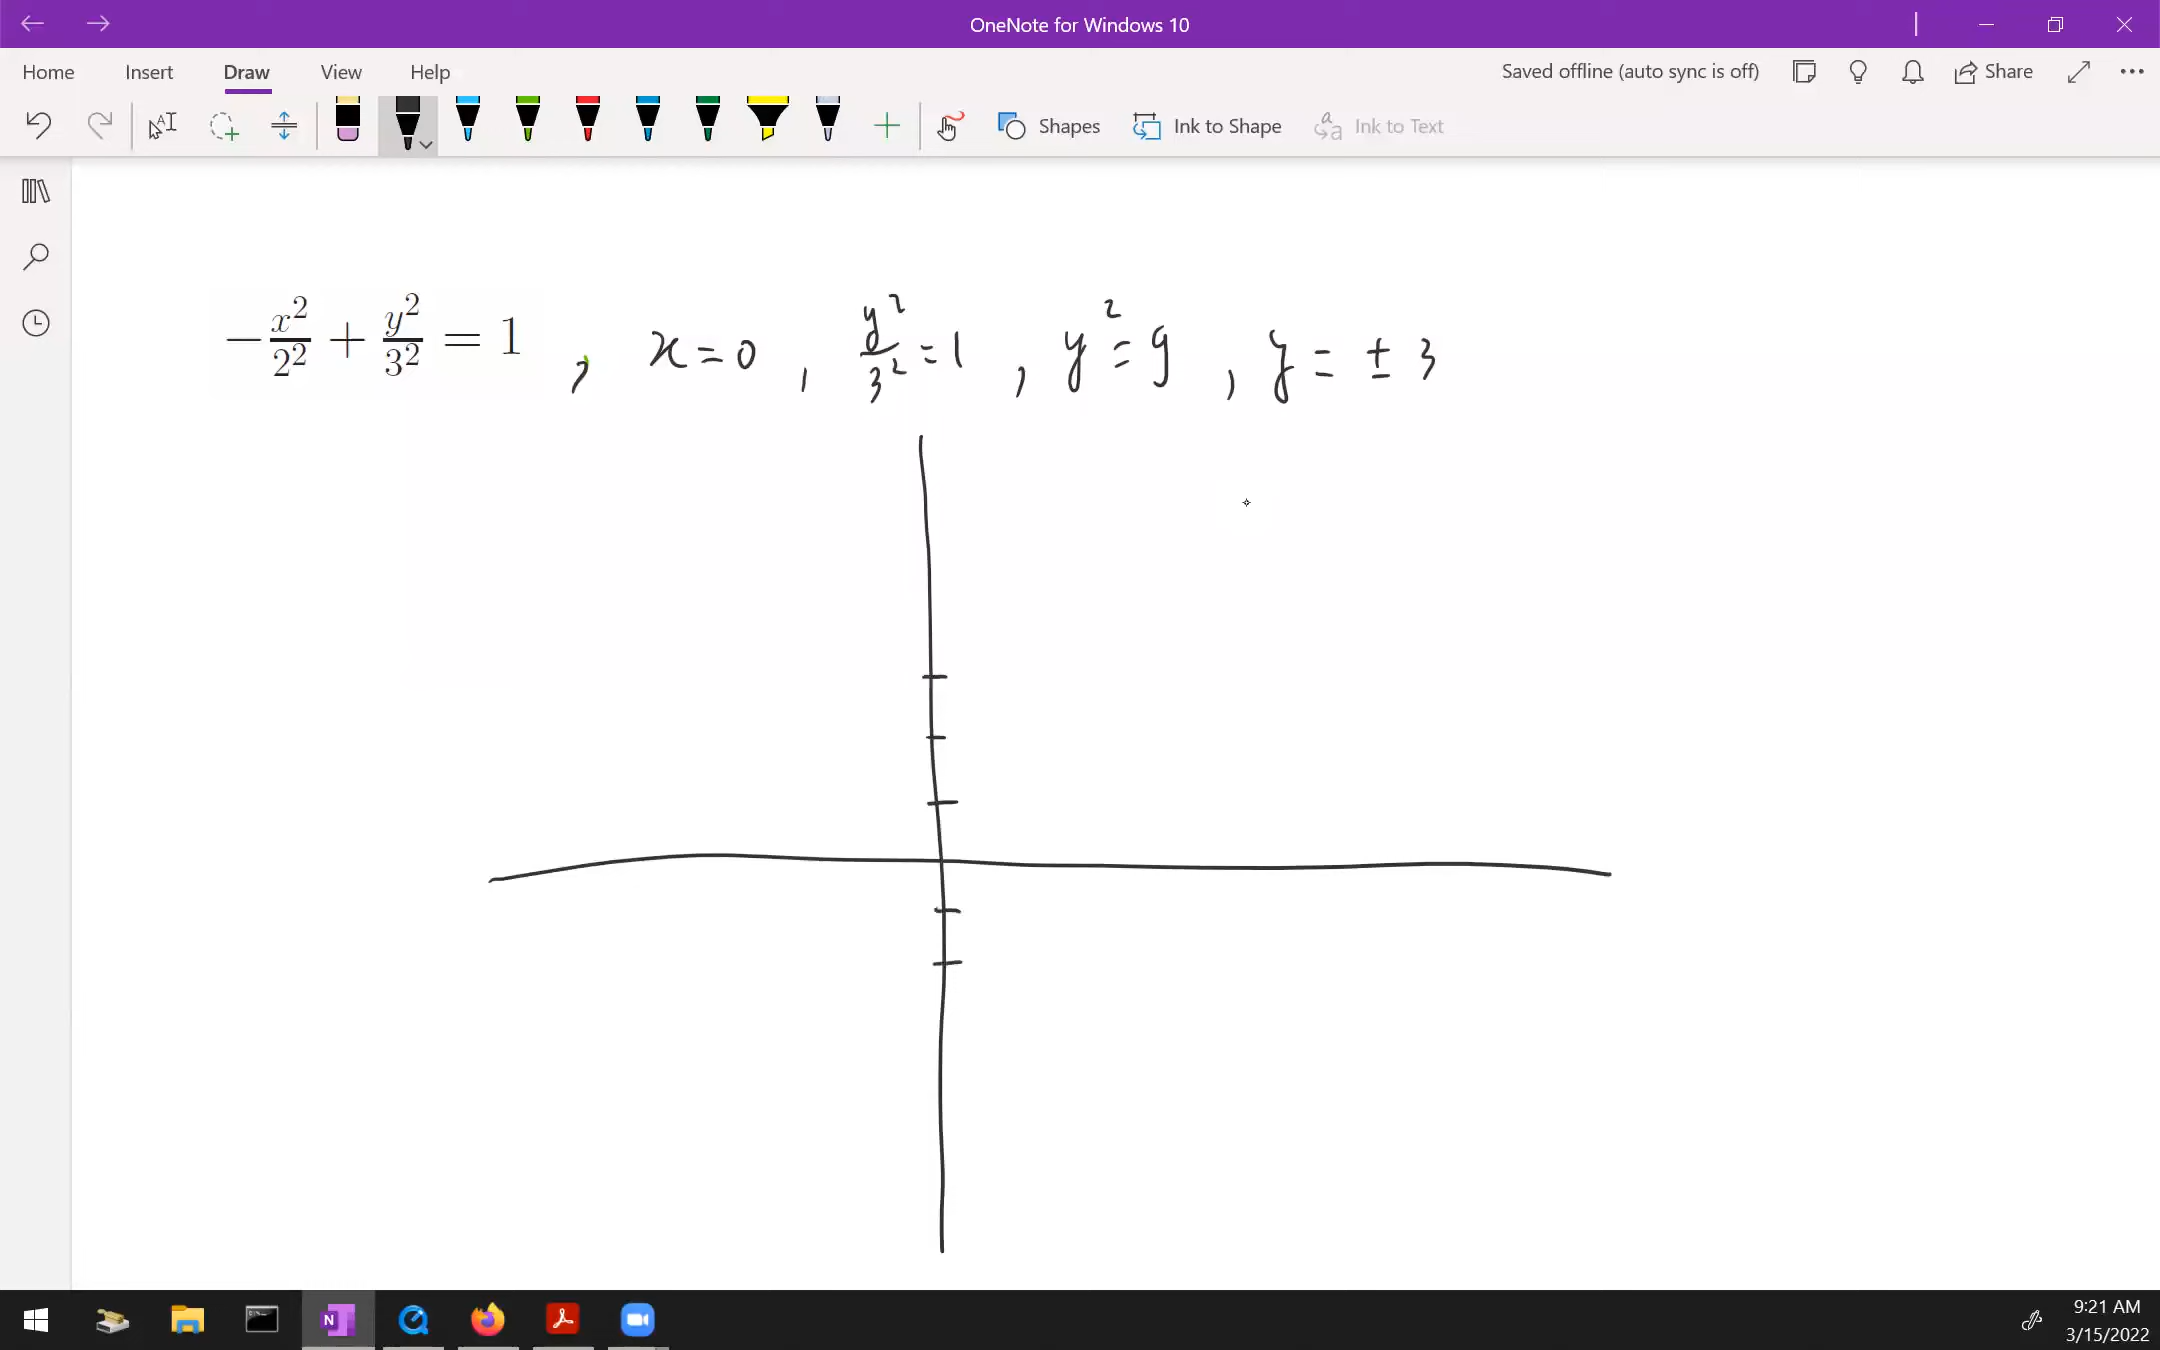 OneNote for Windows 10
Home Insert Draw View Help Saved offline (auto sync is off) Share
Shapes Ink to Shape Ink to Text
-x²/2² + y²/3² = 1 , x = 0 , y²/3² = 1 , y² = 9 , y = ± 3
9:21 AM
3/15/2022